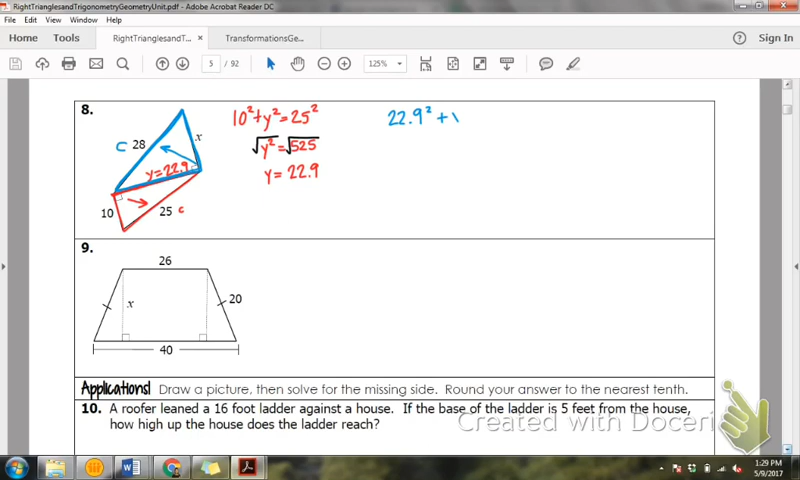 RightTrianglesandTrigonometryGeometryUnit.pdf - Adobe Acrobat Reader DC
File Edit View Window Help
Home Tools RightTrianglesandT... × TransformationsGe... ? Sign In
5 / 92 125%
8.
C 28 x
y=22.9
10 25 c
10² + y² = 25²
√y² = √525
y = 22.9
22.9² +
9.
26
x 20
40
Applications! Draw a picture, then solve for the missing side. Round your answer to the nearest tenth.
10. A roofer leaned a 16 foot ladder against a house. If the base of the ladder is 5 feet from the house,
how high up the house does the ladder reach?
Created with Doceri
1:29 PM
5/9/2017